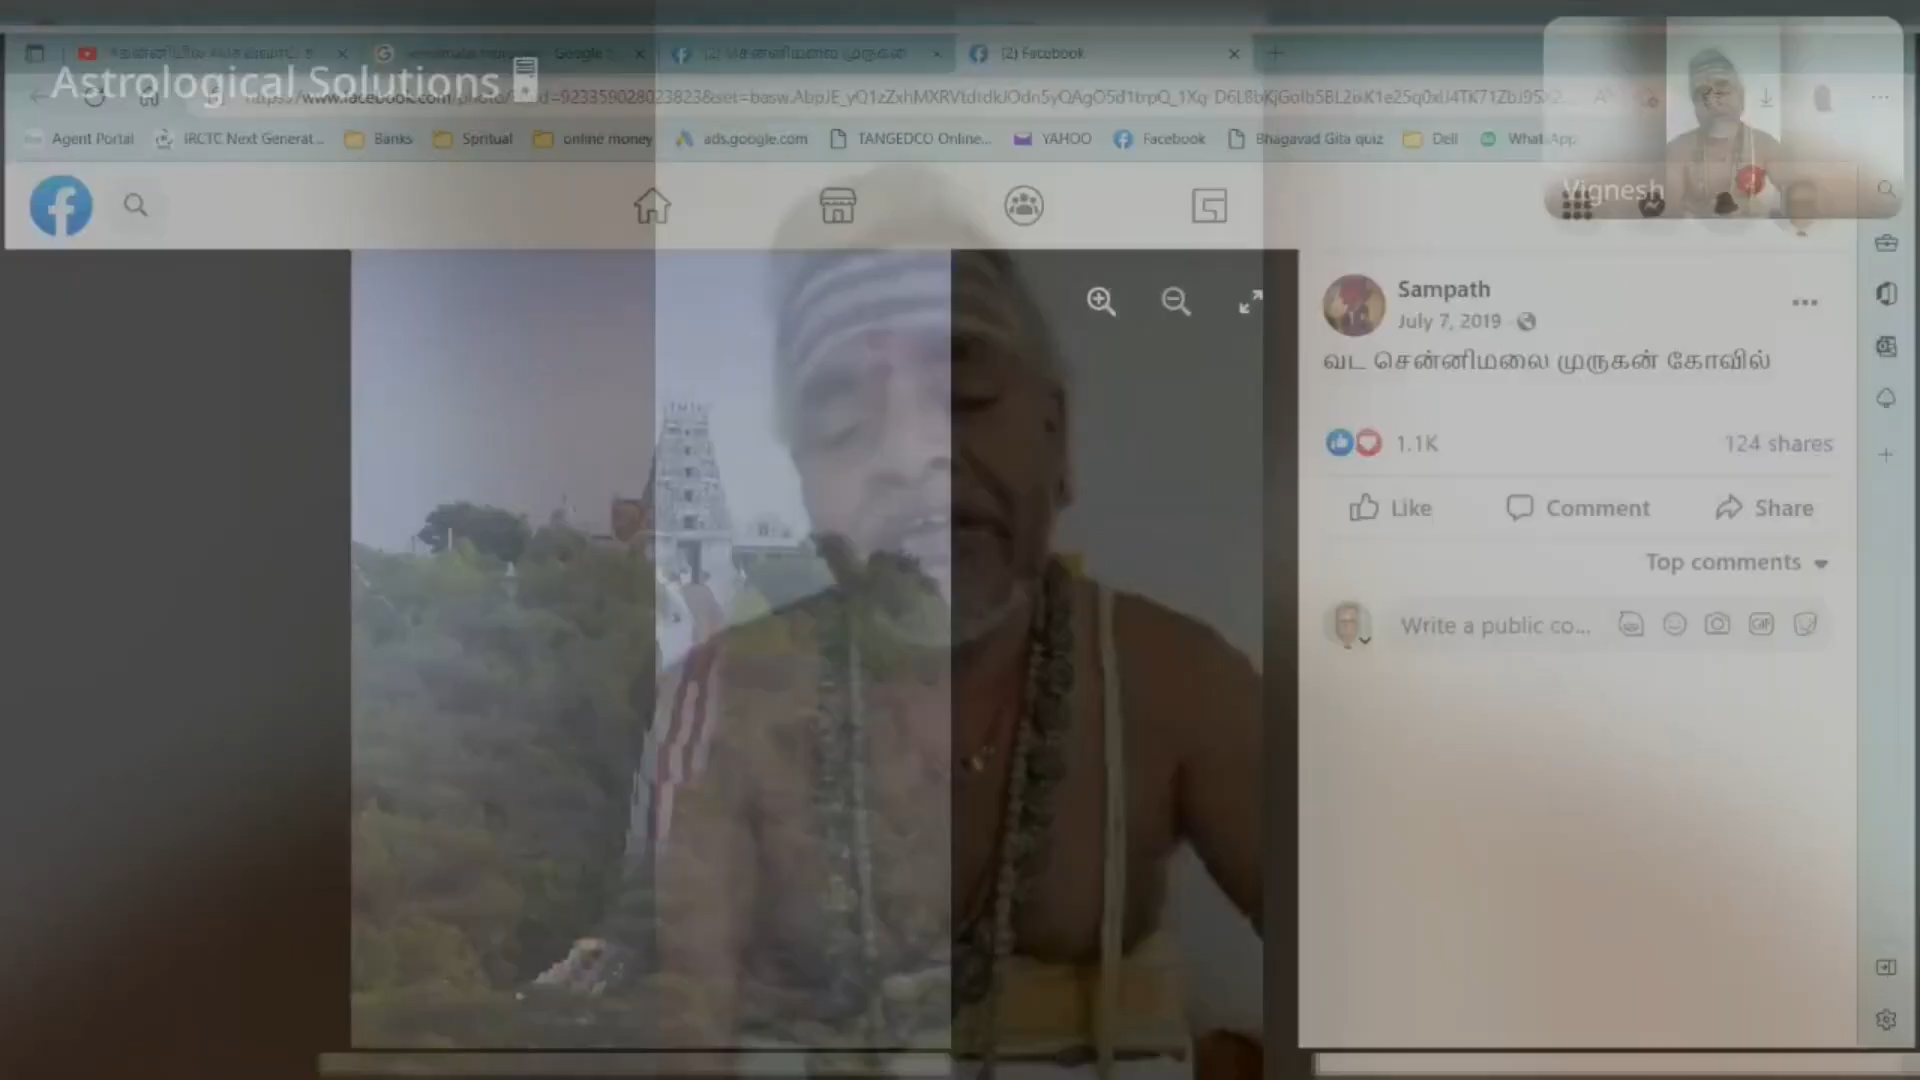 (2) சென்னிமலை முருகன்
(2) Facebook
Astrological Solutions
Agent Portal
IRCTC Next Generat...
Banks
Spritual
online money
ads.google.com
TANGEDCO Online...
YAHOO
Facebook
Bhagavad Gita quiz
Dell
WhatsApp
Vignesh
Sampath
July 7, 2019
வட சென்னிமலை முருகன் கோவில்
1.1K
124 shares
Like
Comment
Share
Top comments
Write a public co...
GIF